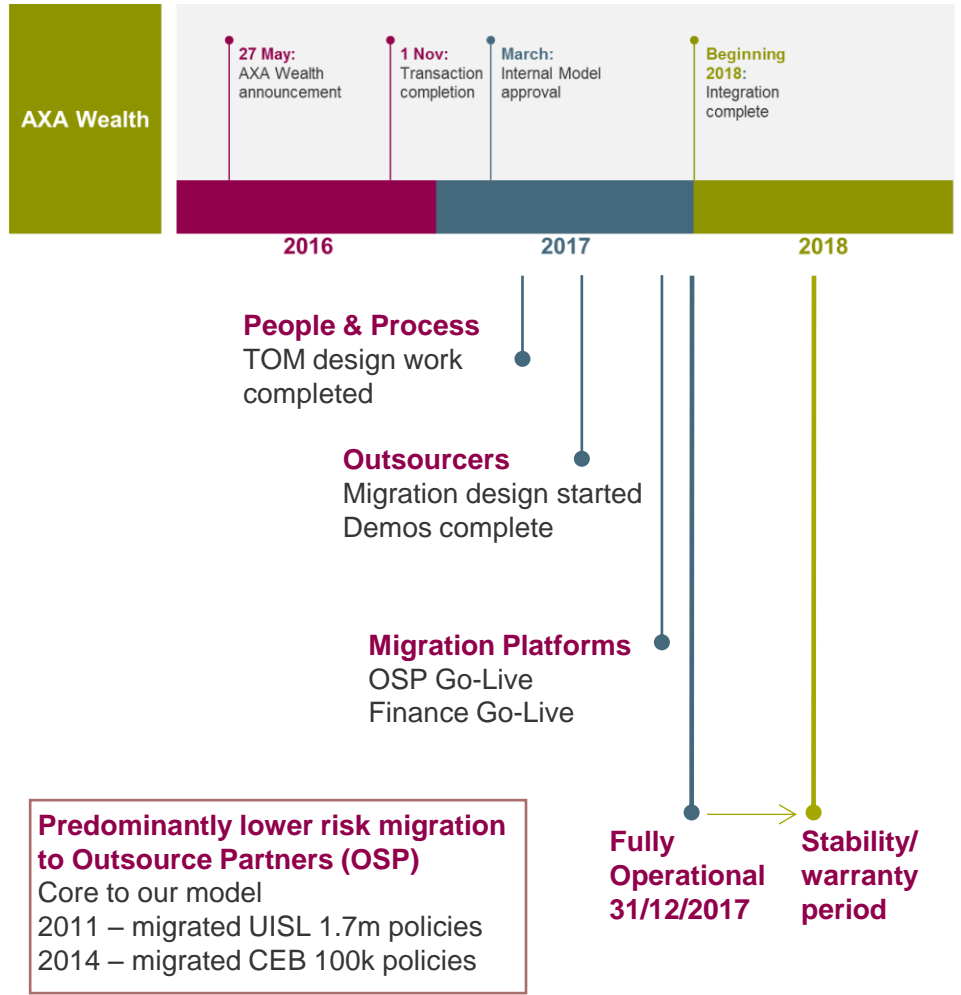 AXA Wealth
27 May:
AXA Wealth
announcement
1 Nov:
Transaction
completion
March:
Internal Model
approval
Beginning
2018:
Integration
complete
2016
2017
2018
People & Process
TOM design work
completed
Outsourcers
Migration design started
Demos complete
Migration Platforms
OSP Go-Live
Finance Go-Live
Predominantly lower risk migration
to Outsource Partners (OSP)
Core to our model
2011 – migrated UISL 1.7m policies
2014 – migrated CEB 100k policies
Fully
Operational
31/12/2017
Stability/
warranty
period